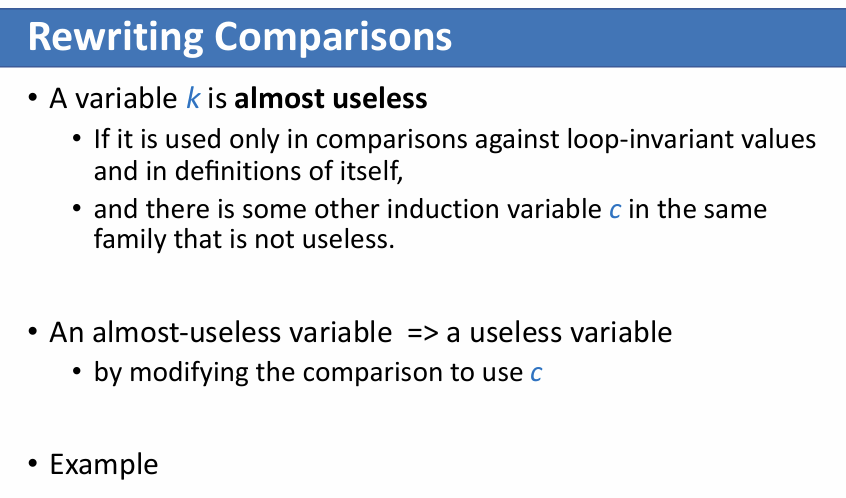 Rewriting Comparisons
• A variable k is almost useless
• If it is used only in comparisons against loop-invariant values
and in definitions of itself,
• and there is some other induction variable c in the same
family that is not useless.
• An almost-useless variable => a useless variable
• by modifying the comparison to use c
• Example